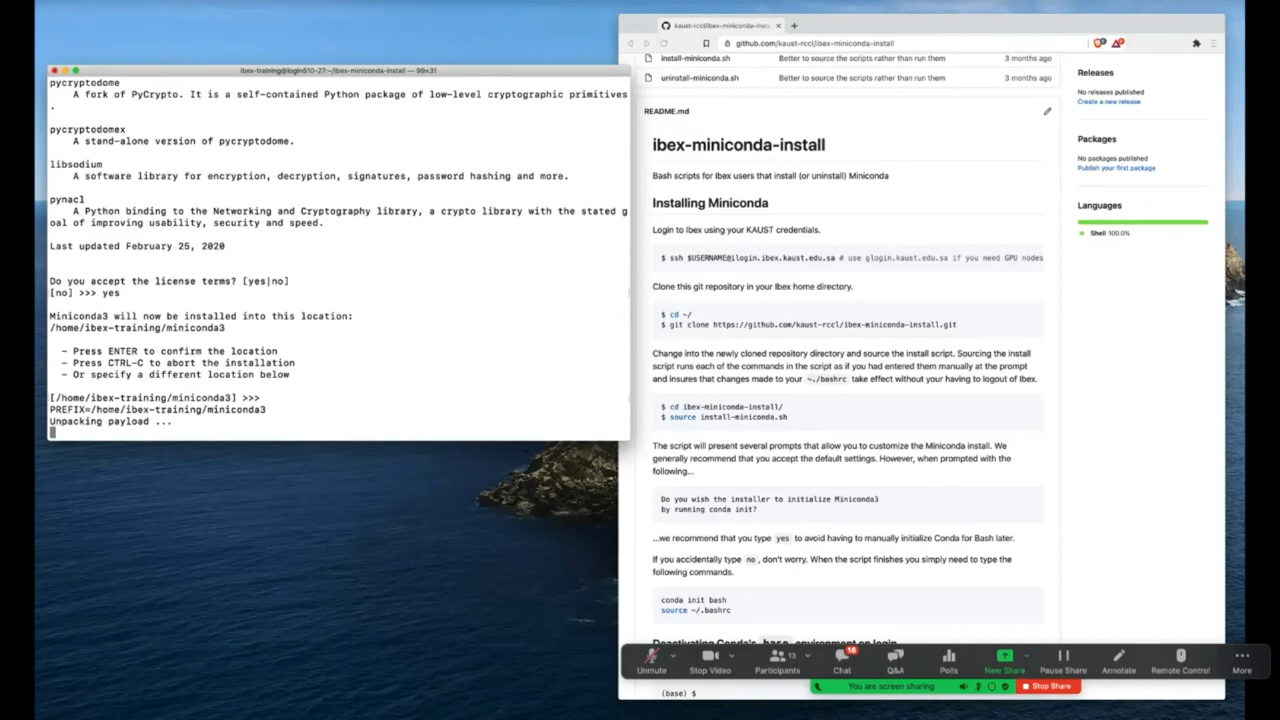 ibex-training@login510-27:~/ibex-miniconda-install — 99×31
pycryptodome
A fork of PyCrypto. It is a self-contained Python package of low-level cryptographic primitives
.
pycryptodomex
A stand-alone version of pycryptodome.
libsodium
A software library for encryption, decryption, signatures, password hashing and more.
pynacl
A Python binding to the Networking and Cryptography library, a crypto library with the stated g
oal of improving usability, security and speed.
Last updated February 25, 2020
Do you accept the license terms? [yes|no]
[no] >>> yes
Miniconda3 will now be installed into this location:
/home/ibex-training/miniconda3
- Press ENTER to confirm the location
- Press CTRL-C to abort the installation
- Or specify a different location below
[/home/ibex-training/miniconda3] >>>
PREFIX=/home/ibex-training/miniconda3
Unpacking payload ...
kaust-rccl/ibex-miniconda-insta
github.com/kaust-rccl/ibex-miniconda-install
install-miniconda.sh Better to source the scripts rather than run them 3 months ago
uninstall-miniconda.sh Better to source the scripts rather than run them 3 months ago
README.md
ibex-miniconda-install
Bash scripts for Ibex users that install (or uninstall) Miniconda
Installing Miniconda
Login to Ibex using your KAUST credentials.
$ ssh $USERNAME@ilogin.ibex.kaust.edu.sa # use glogin.kaust.edu.sa if you need GPU nodes
Clone this git repository in your Ibex home directory.
$ cd ~/
$ git clone https://github.com/kaust-rccl/ibex-miniconda-install.git
Change into the newly cloned repository directory and source the install script. Sourcing the install
script runs each of the commands in the script as if you had entered them manually at the prompt
and insures that changes made to your ~./bashrc take effect without your having to logout of Ibex.
$ cd ibex-miniconda-install/
$ source install-miniconda.sh
The script will present several prompts that allow you to customize the Miniconda install. We
generally recommend that you accept the default settings. However, when prompted with the
following...
Do you wish the installer to initialize Miniconda3
by running conda init?
...we recommend that you type yes to avoid having to manually initialize Conda for Bash later.
If you accidentally type no, don't worry. When the script finishes you simply need to type the
following commands.
conda init bash
source ~/.bashrc
Deactivating Conda's base environment on login
(base) $
Releases
No releases published
Create a new release
Packages
No packages published
Publish your first package
Languages
Shell 100.0%
Unmute
Stop Video
13
Participants
16
Chat
Q&A
Polls
New Share
Pause Share
Annotate
Remote Control
More
You are screen sharing
Stop Share